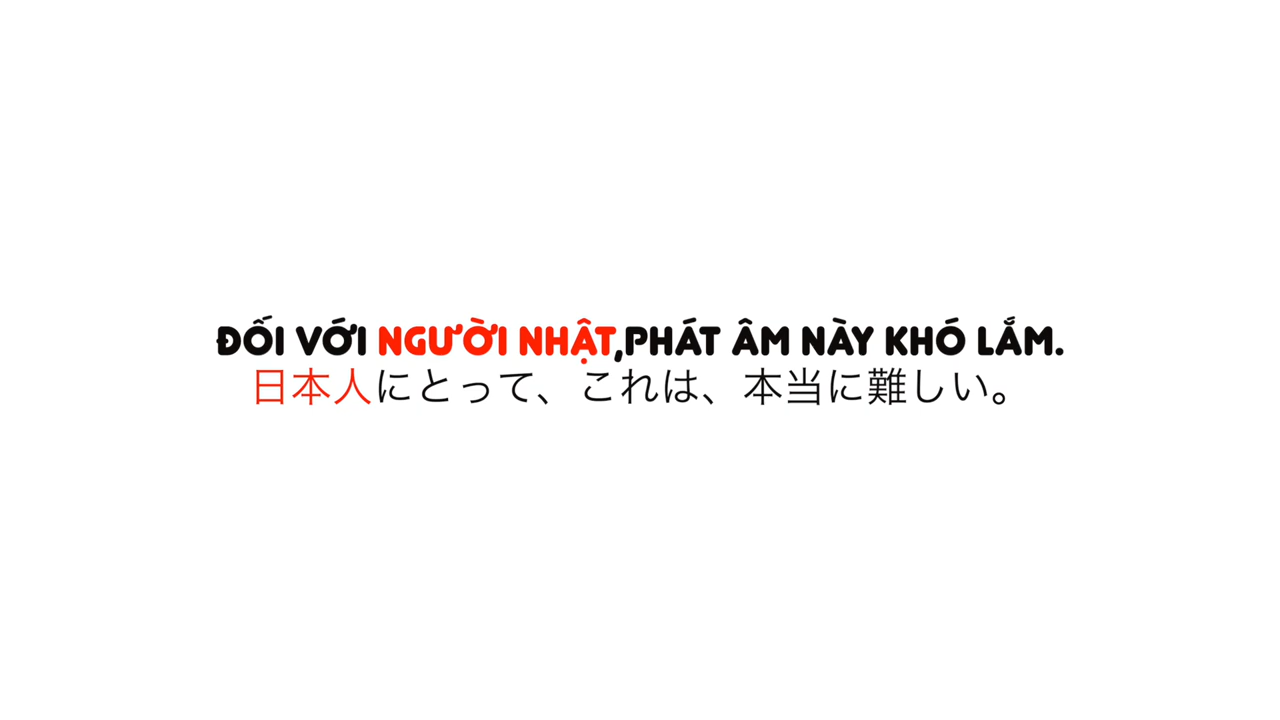 ĐỐI VỚI NGƯỜI NHẬT,PHÁT ÂM NÀY KHÓ LẮM.
日本人にとって、これは、本当に難しい。